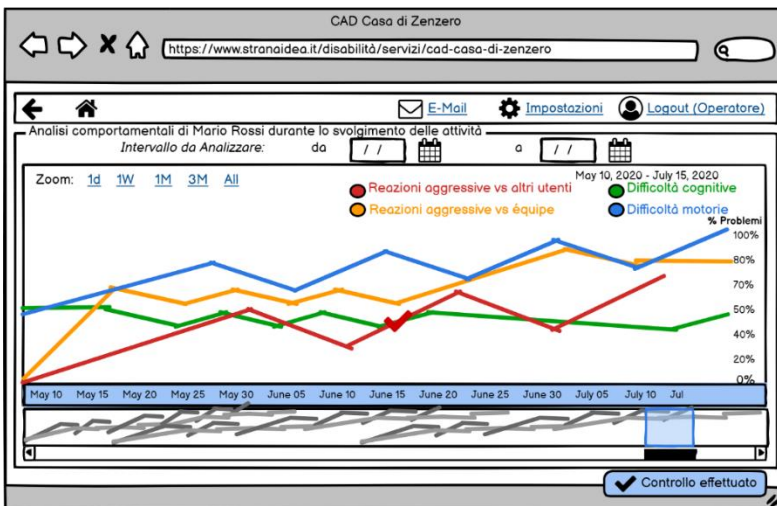 CAD Casa di Zenzero
https://www.stranaidea.it/disabilità/servizi/cad-casa-di-zenzero
E-Mail Impostazioni Logout (Operatore)
Analisi comportamentali di Mario Rossi durante lo svolgimento delle attività
Intervallo da Analizzare: da / / a / /
Zoom: 1d 1W 1M 3M All
May 10, 2020 - July 15, 2020
Reazioni aggressive vs altri utenti Difficoltà cognitive
Reazioni aggressive vs équipe Difficoltà motorie
% Problemi
100%
80%
70%
50%
40%
20%
0%
May 10 May 15 May 20 May 25 May 30 June 05 June 10 June 15 June 20 June 25 June 30 July 05 July 10 Jul
Controllo effettuato